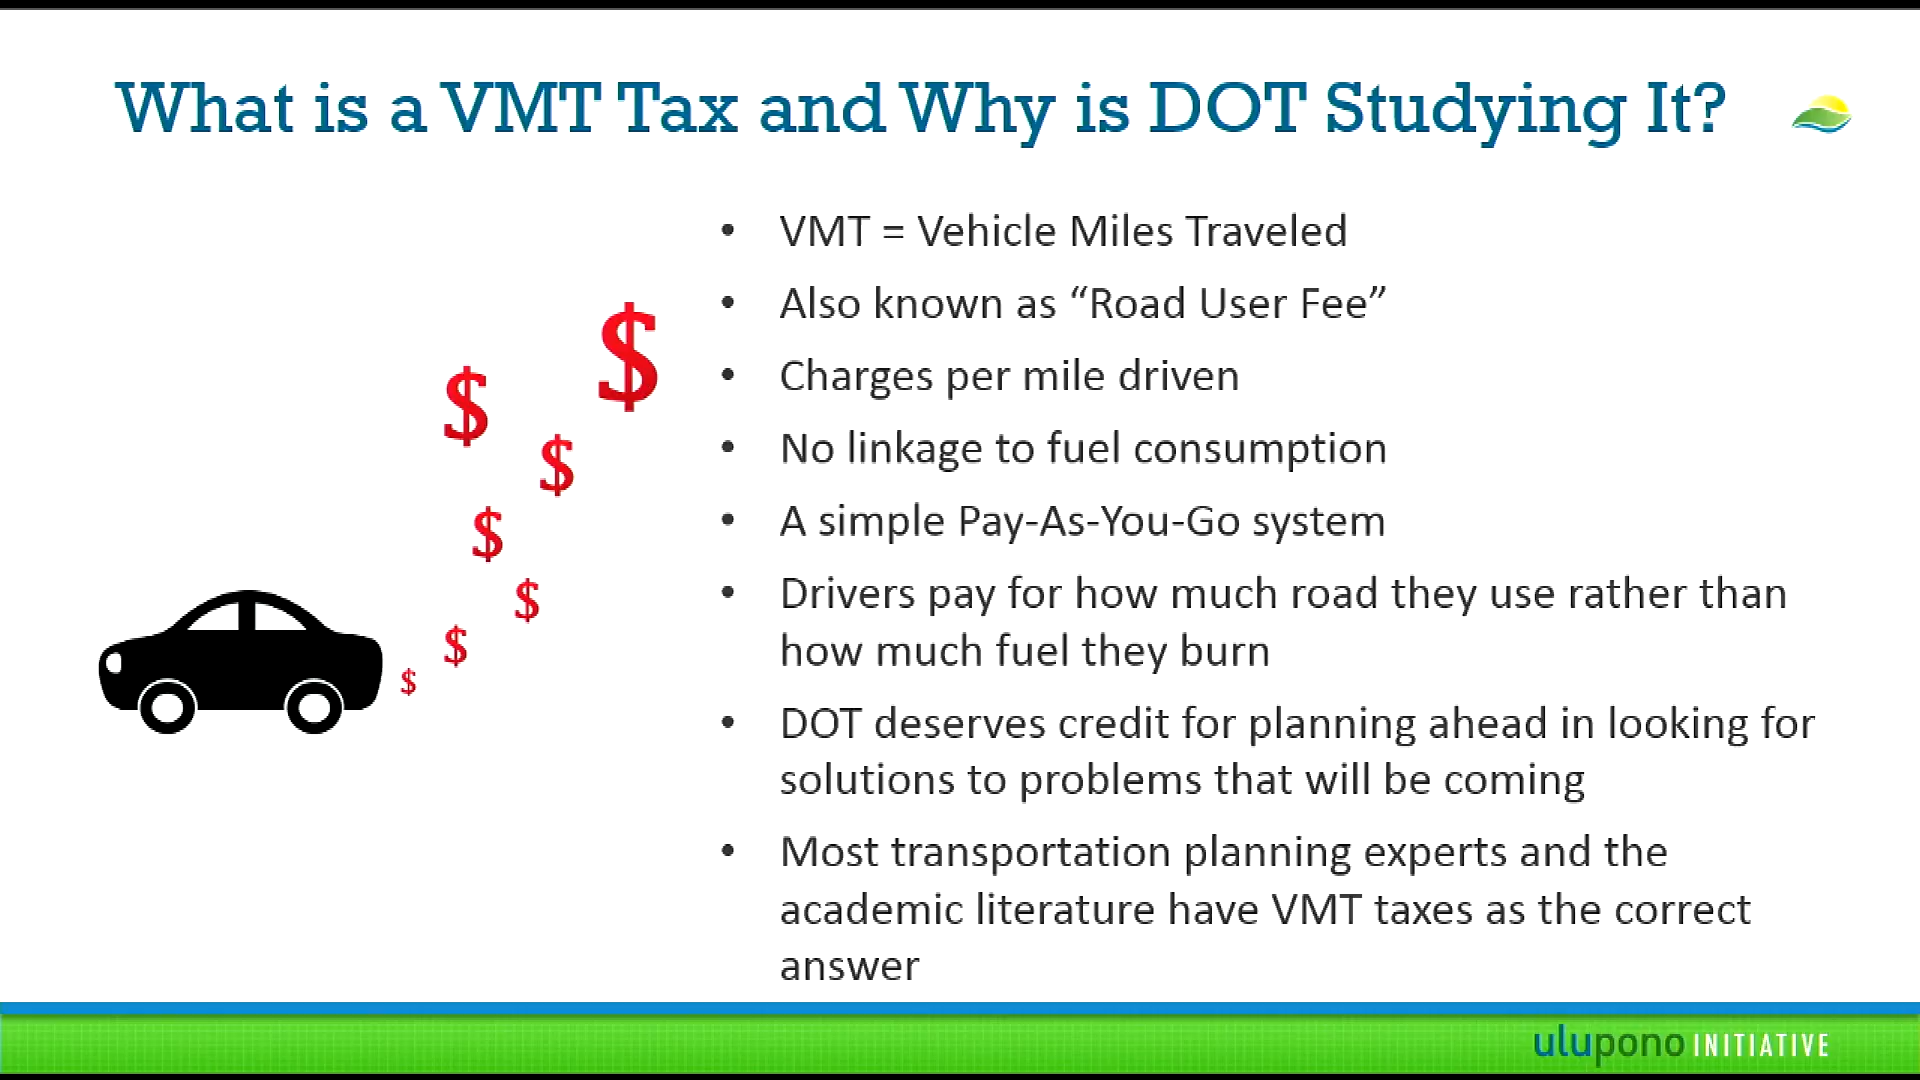 What is a VMT Tax and Why is DOT Studying It?
• VMT = Vehicle Miles Traveled
• Also known as “Road User Fee”
• Charges per mile driven
• No linkage to fuel consumption
• A simple Pay-As-You-Go system
• Drivers pay for how much road they use rather than
how much fuel they burn
• DOT deserves credit for planning ahead in looking for
solutions to problems that will be coming
• Most transportation planning experts and the
academic literature have VMT taxes as the correct
answer
$
$
$
$
$
$
$
ulupono INITIATIVE